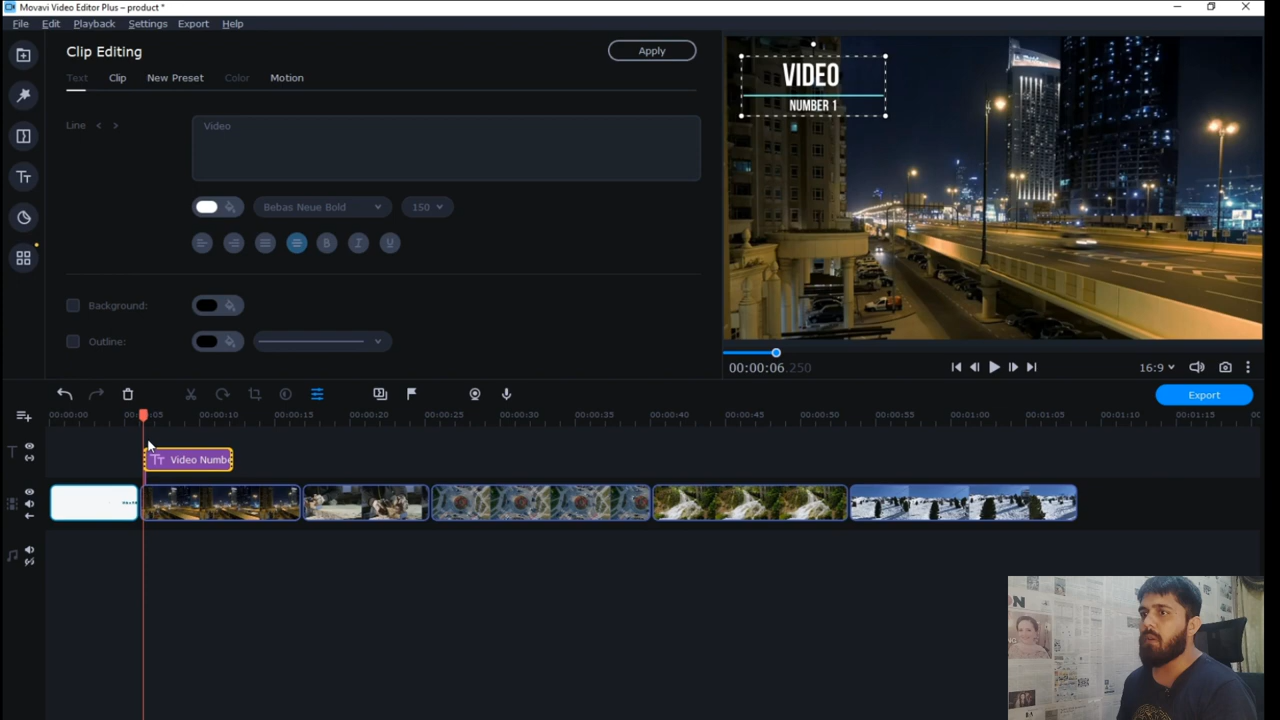 Movavi Video Editor Plus – product *
File Edit Playback Settings Export Help
Clip Editing
Apply
Text Clip New Preset Color Motion
Line < >
Video
Bebas Neue Bold
150
B I U
Background:
Outline:
VIDEO
NUMBER 1
00:00:06.250
16:9
Export
00:00:00 00:00:05 00:00:10 00:00:15 00:00:20 00:00:25 00:00:30 00:00:35 00:00:40 00:00:45 00:00:50 00:00:55 00:01:00 00:01:05 00:01:10 00:01:15
Tт Video Numbe
ON